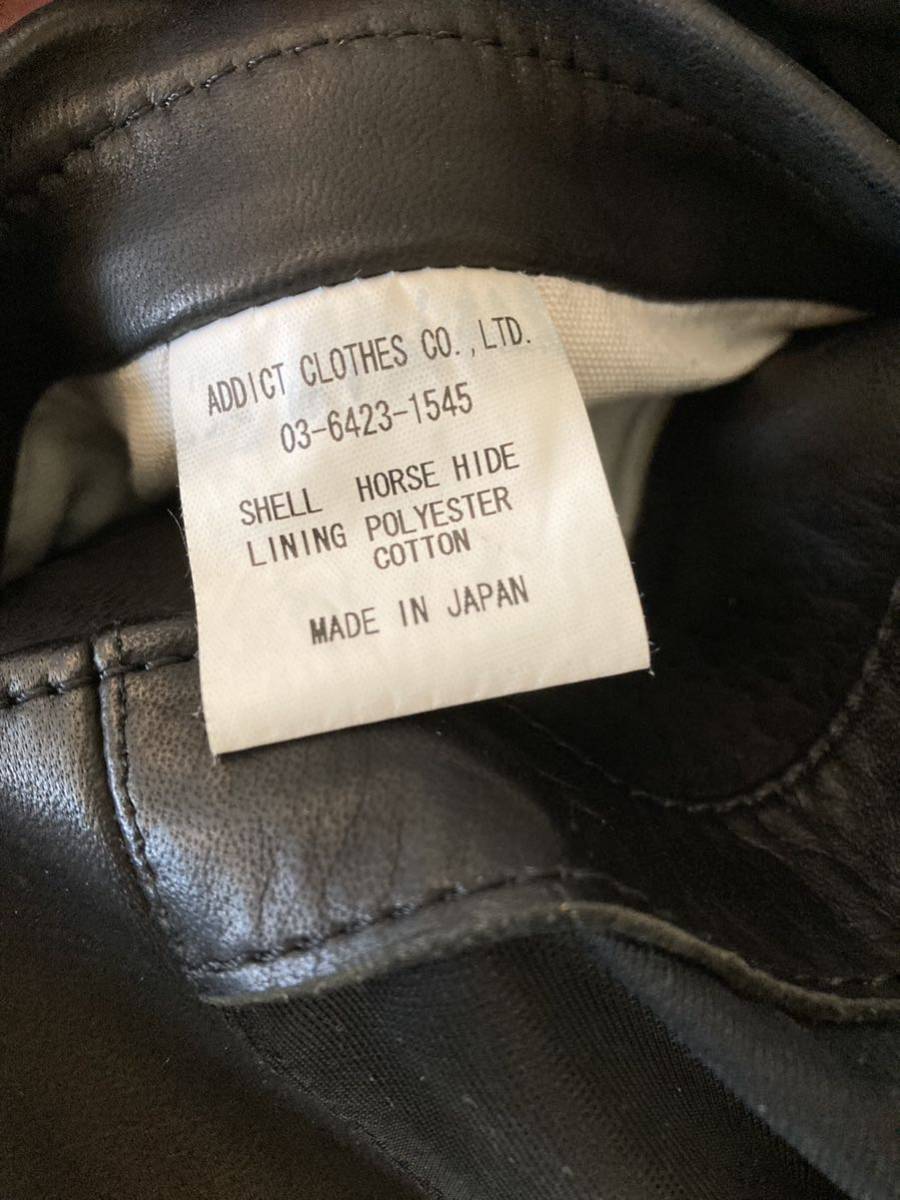 ADDICT CLOTHES CO.,LTD.
03-6423-1545
SHELL HORSE HIDE
LINING POLYESTER
COTTON
MADE IN JAPAN